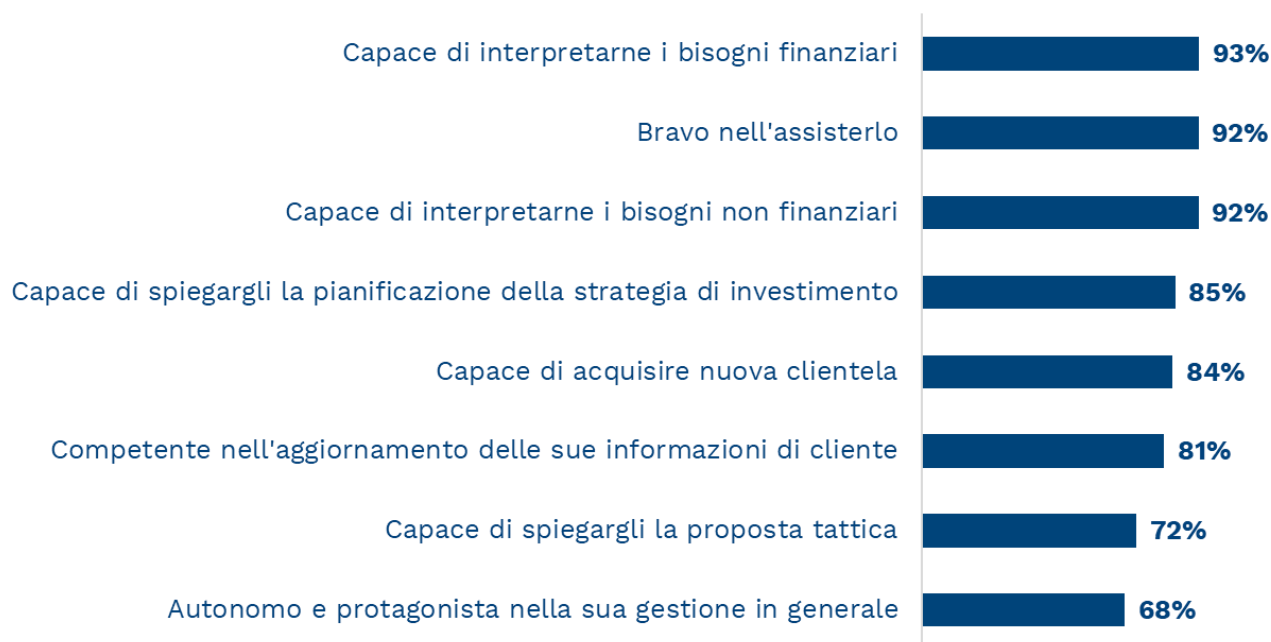 Capace di interpretarne i bisogni finanziari 93%
Bravo nell'assisterlo 92%
Capace di interpretarne i bisogni non finanziari 92%
Capace di spiegargli la pianificazione della strategia di investimento 85%
Capace di acquisire nuova clientela 84%
Competente nell'aggiornamento delle sue informazioni di cliente 81%
Capace di spiegargli la proposta tattica 72%
Autonomo e protagonista nella sua gestione in generale 68%